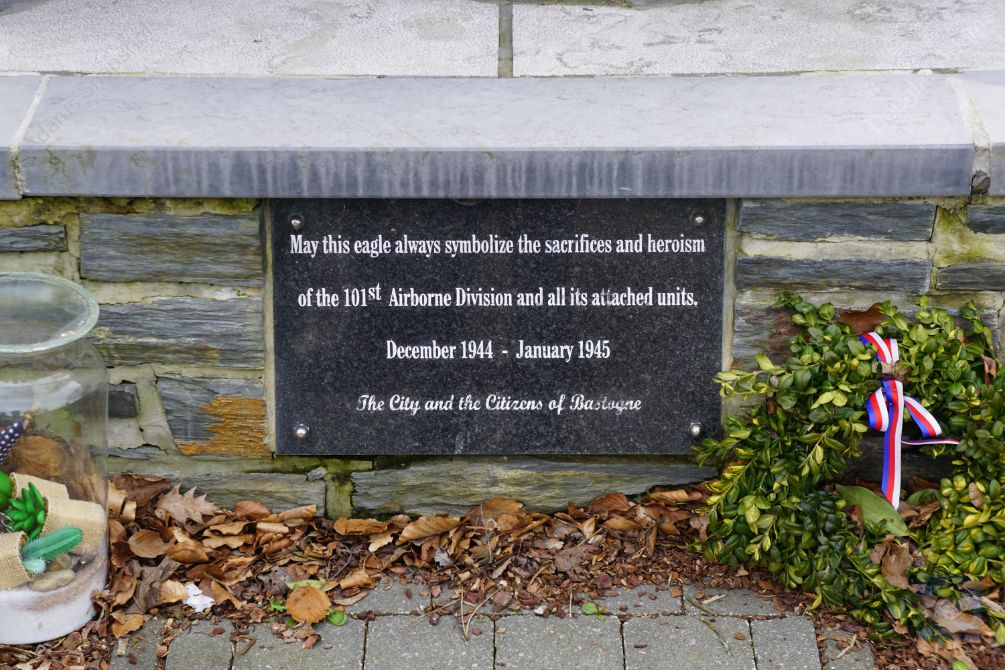 May this eagle always symbolize the sacrifices and heroism
of the 101st Airborne Division and all its attached units.
December 1944 - January 1945
The City and the Citizens of Bastogne